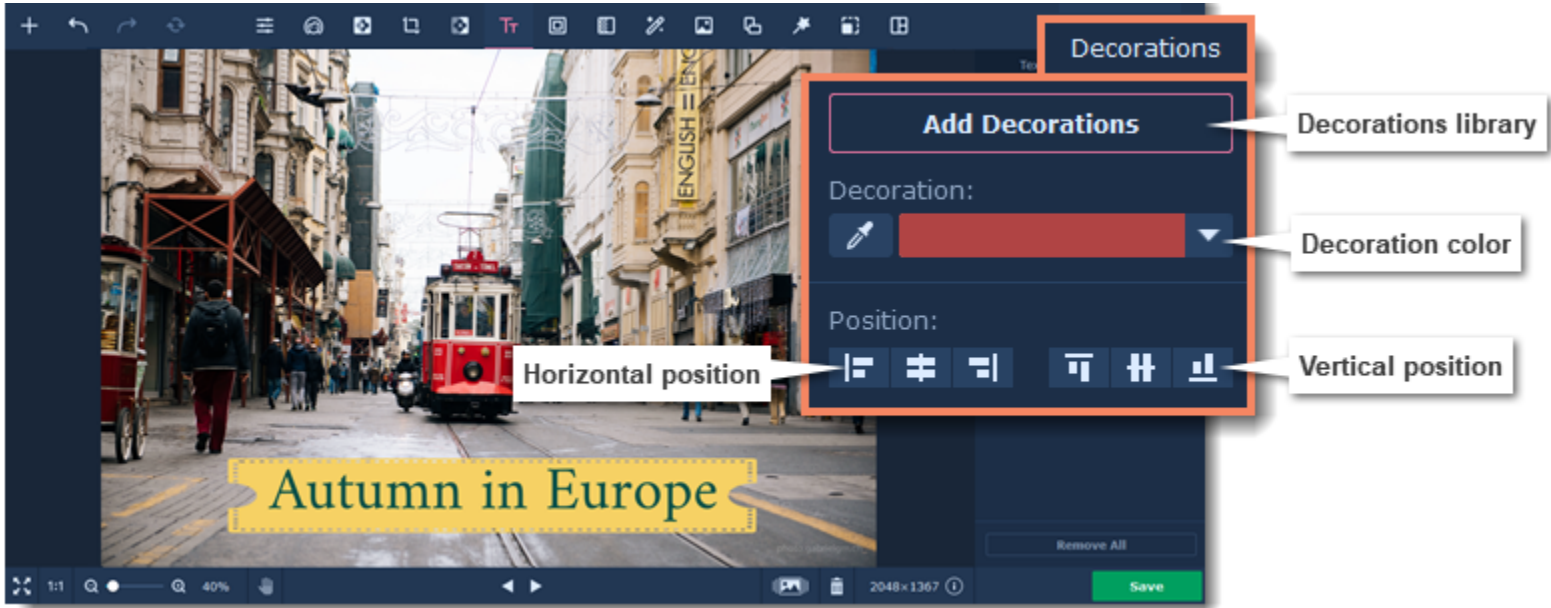 Decorations
Add Decorations
Decorations library
Decoration:
Decoration color
Position:
Horizontal position
Vertical position
ENGLISH = ENG
Autumn in Europe
Remove All
1:1
40%
2048×1367
Save